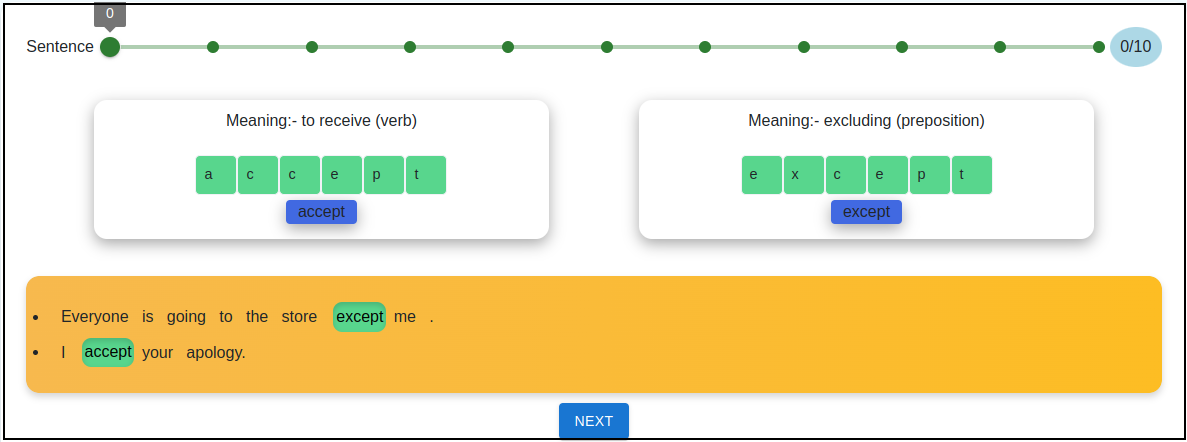 0
Sentence 0/10
Meaning:- to receive (verb)
a c c e p t
accept
Meaning:- excluding (preposition)
e x c e p t
except
• Everyone is going to the store except me .
• I accept your apology.
NEXT